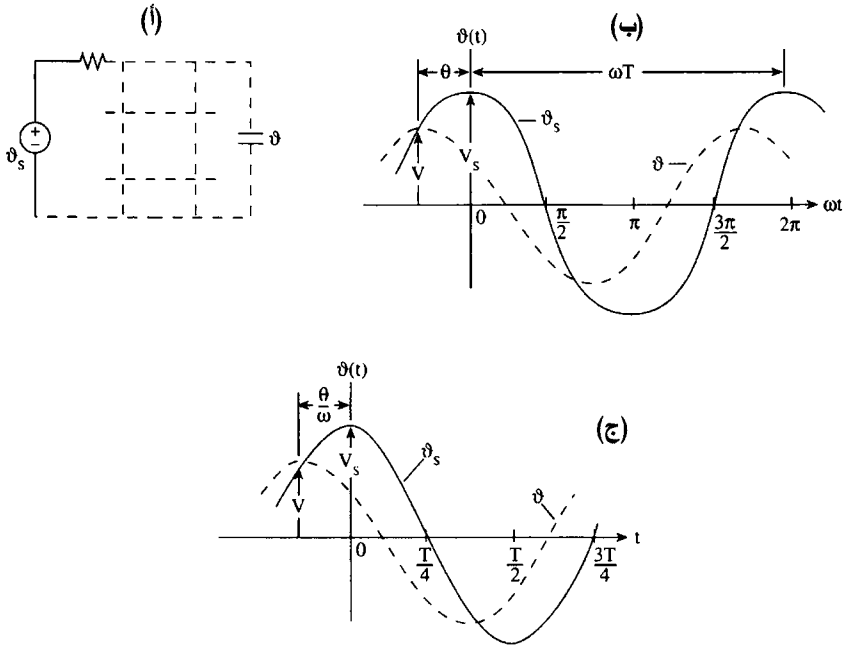 (أ)
+
−
ϑs
ϑ
(ب)
ϑ(t)
θ
ωT
ϑs
V
Vs
ϑ
0
π/2
π
3π/2
2π
ωt
(ج)
ϑ(t)
θ/ω
ϑs
Vs
V
ϑ
0
T/4
T/2
3T/4
t